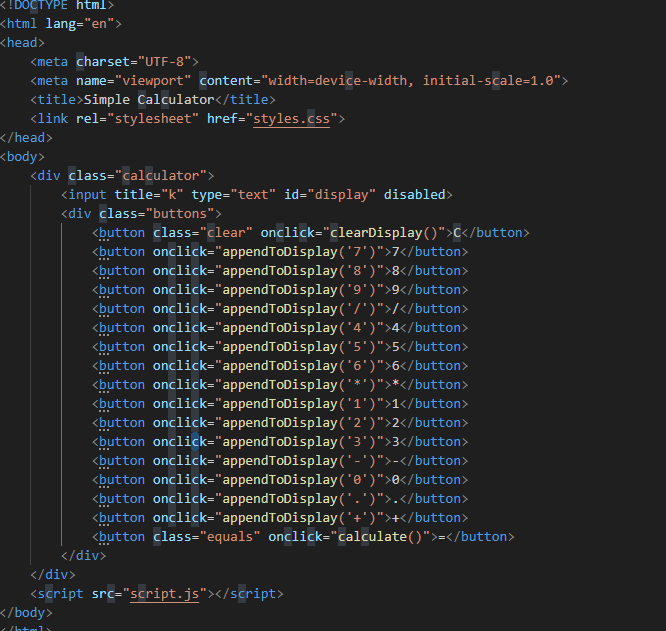 <!DOCTYPE html>
<html lang="en">
<head>
    <meta charset="UTF-8">
    <meta name="viewport" content="width=device-width, initial-scale=1.0">
    <title>Simple Calculator</title>
    <link rel="stylesheet" href="styles.css">
</head>
<body>
    <div class="calculator">
        <input title="k" type="text" id="display" disabled>
        <div class="buttons">
            <button class="clear" onclick="clearDisplay()">C</button>
            <button onclick="appendToDisplay('7')">7</button>
            <button onclick="appendToDisplay('8')">8</button>
            <button onclick="appendToDisplay('9')">9</button>
            <button onclick="appendToDisplay('/')">/</button>
            <button onclick="appendToDisplay('4')">4</button>
            <button onclick="appendToDisplay('5')">5</button>
            <button onclick="appendToDisplay('6')">6</button>
            <button onclick="appendToDisplay('*')">*</button>
            <button onclick="appendToDisplay('1')">1</button>
            <button onclick="appendToDisplay('2')">2</button>
            <button onclick="appendToDisplay('3')">3</button>
            <button onclick="appendToDisplay('-')">-</button>
            <button onclick="appendToDisplay('0')">0</button>
            <button onclick="appendToDisplay('.')">.</button>
            <button onclick="appendToDisplay('+')">+</button>
            <button class="equals" onclick="calculate()">=</button>
        </div>
    </div>
    <script src="script.js"></script>
</body>
</html>